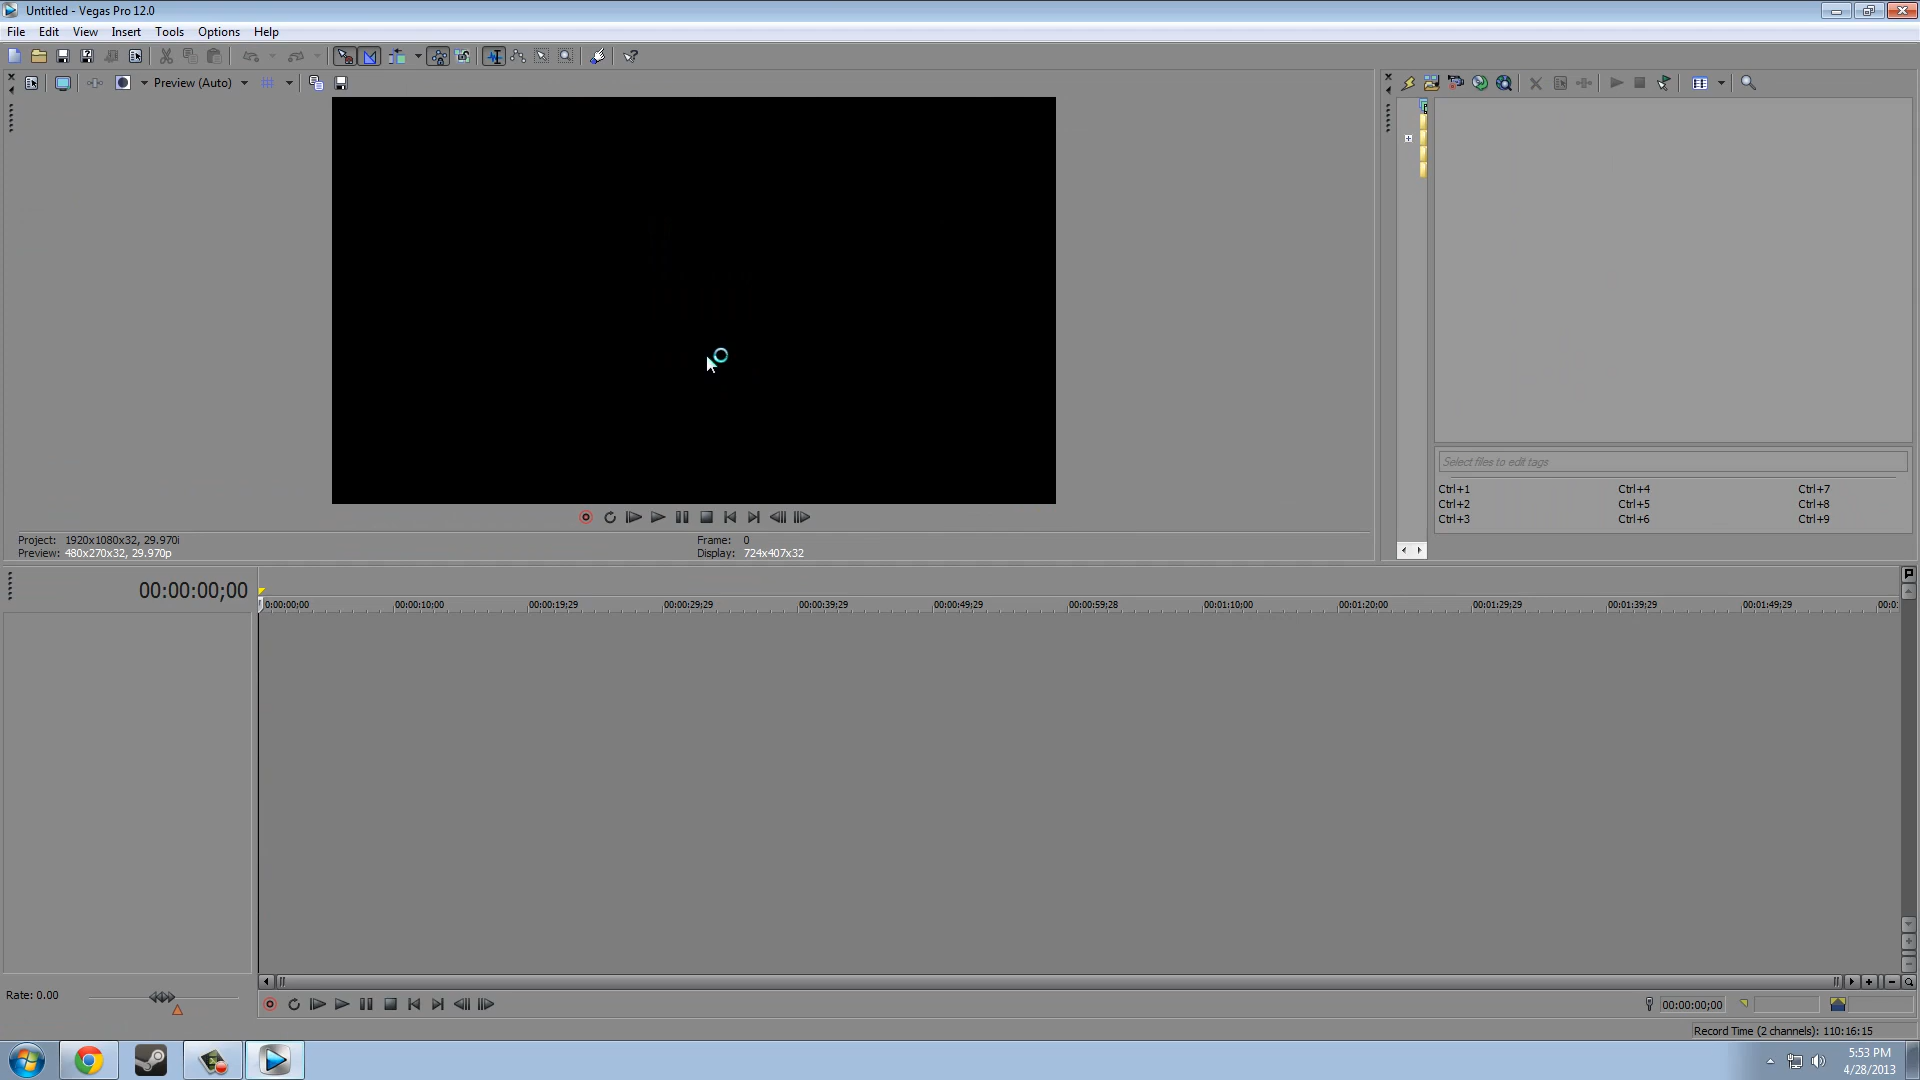 Untitled - Vegas Pro 12.0
File Edit View Insert Tools Options Help
Preview (Auto)
Select files to edit tags
Ctrl+1 Ctrl+4 Ctrl+7
Ctrl+2 Ctrl+5 Ctrl+8
Ctrl+3 Ctrl+6 Ctrl+9
Project: 1920x1080x32, 29.970i Frame: 0
Preview: 480x270x32, 29.970p Display: 724x407x32
00:00:00;00
0:00:00;00 00:00:10;00 00:00:19;29 00:00:29;29 00:00:39;29 00:00:49;29 00:00:59;28 00:01:10;00 00:01:20;00 00:01:29;29 00:01:39;29 00:01:49;29 00:0
Rate: 0.00
00:00:00;00
Record Time (2 channels): 110:16:15
5:53 PM
4/28/2013